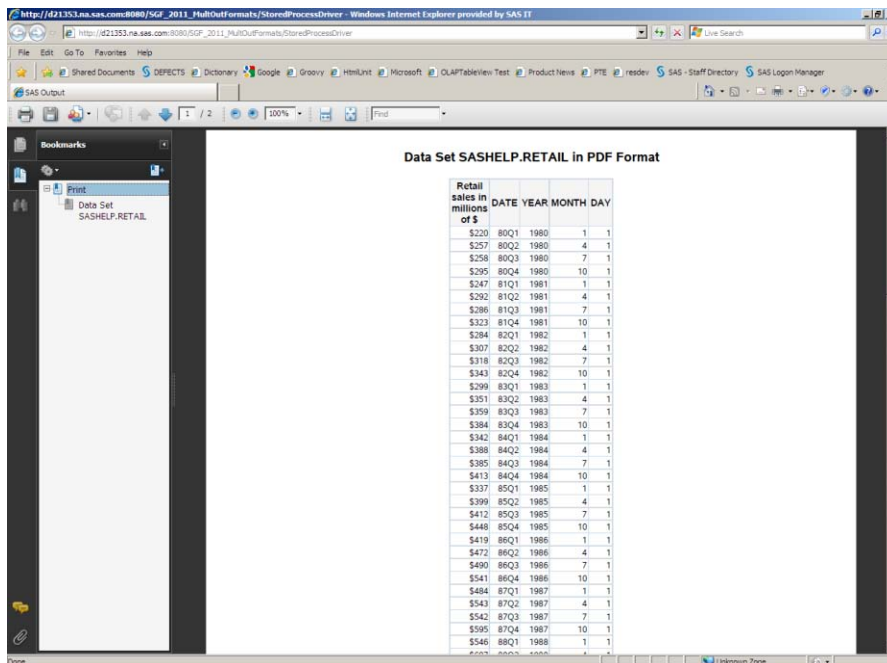 http://d21353.na.sas.com:8080/SGF_2011_MultOutFormats/StoredProcessDriver - Windows Internet Explorer provided by SAS IT
http://d21353.na.sas.com:8080/SGF_2011_MultOutFormats/StoredProcessDriver
Live Search
File Edit Go To Favorites Help
Shared Documents DEFECTS Dictionary Google Groovy HtmlUnit Microsoft OLAPTableView Test Product News PTE resdev SAS - Staff Directory SAS Logon Manager
SAS Output
1 / 2 100% Find
Bookmarks
Print
Data Set
SASHELP.RETAIL
Data Set SASHELP.RETAIL in PDF Format
Retail
sales in
millions
of $ DATE YEAR MONTH DAY
$220 80Q1 1980 1 1
$257 80Q2 1980 4 1
$258 80Q3 1980 7 1
$295 80Q4 1980 10 1
$247 81Q1 1981 1 1
$292 81Q2 1981 4 1
$286 81Q3 1981 7 1
$323 81Q4 1981 10 1
$284 82Q1 1982 1 1
$307 82Q2 1982 4 1
$318 82Q3 1982 7 1
$343 82Q4 1982 10 1
$299 83Q1 1983 1 1
$351 83Q2 1983 4 1
$359 83Q3 1983 7 1
$384 83Q4 1983 10 1
$342 84Q1 1984 1 1
$388 84Q2 1984 4 1
$385 84Q3 1984 7 1
$413 84Q4 1984 10 1
$337 85Q1 1985 1 1
$399 85Q2 1985 4 1
$412 85Q3 1985 7 1
$448 85Q4 1985 10 1
$419 86Q1 1986 1 1
$472 86Q2 1986 4 1
$490 86Q3 1986 7 1
$541 86Q4 1986 10 1
$484 87Q1 1987 1 1
$543 87Q2 1987 4 1
$542 87Q3 1987 7 1
$595 87Q4 1987 10 1
$546 88Q1 1988 1 1
Done
Unknown Zone